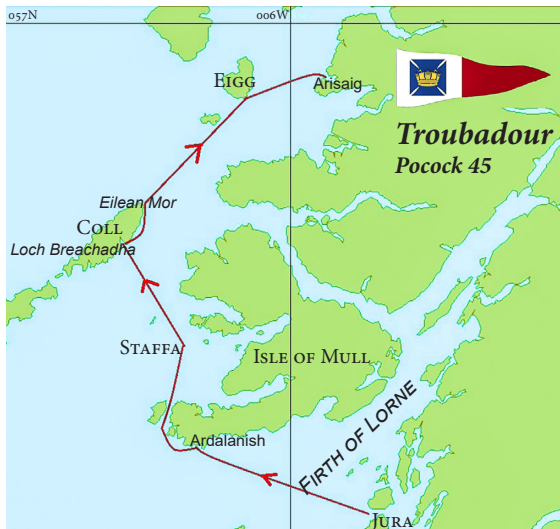 057N
006W
EIGG
Arisaig
Troubadour
Pocock 45
Eilean Mor
COLL
Loch Breachadha
STAFFA
ISLE OF MULL
FIRTH OF LORNE
Ardalanish
JURA